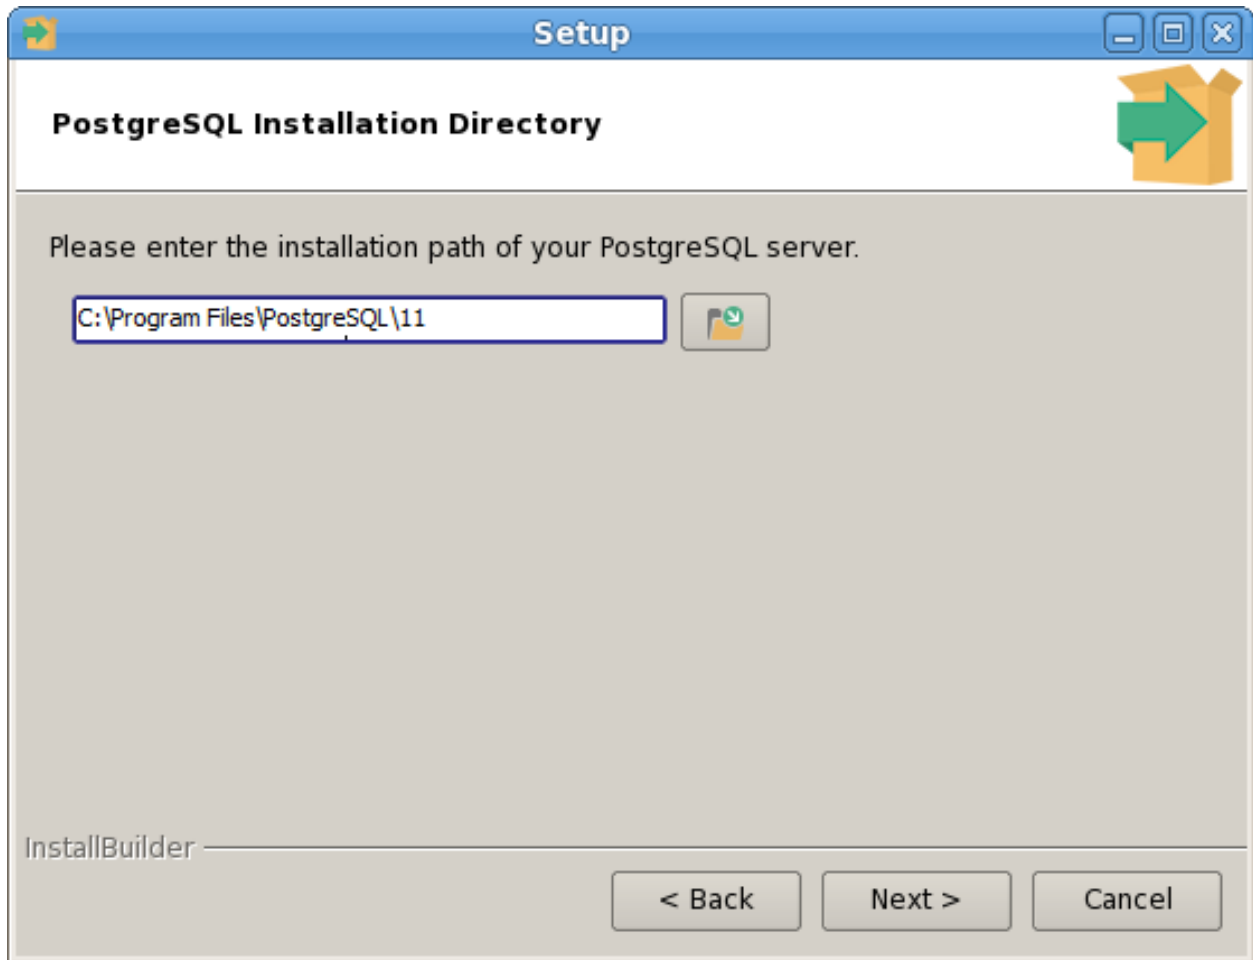 Setup
PostgreSQL Installation Directory
Please enter the installation path of your PostgreSQL server.
C:\Program Files\PostgreSQL\11
InstallBuilder
< Back Next > Cancel